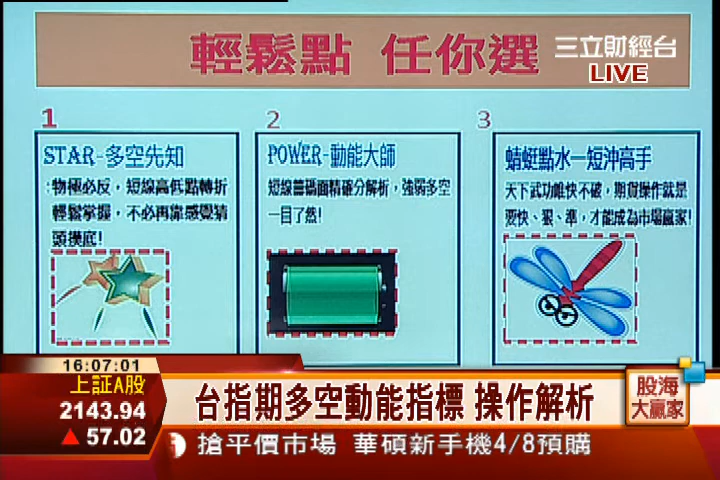 輕鬆點 任你選
三立財經台
LIVE
1
STAR-多空先知
:物極必反，短線高低點轉折
輕鬆掌握，不必再靠感覺猜
頭摸底!
2
POWER-動能大師
短線籌碼面精確分解析，強弱多空
一目了然!
3
蜻蜓點水一短沖高手
天下武功唯快不破，期貨操作就是
要快、狠、準，才能成為市場贏家!
16:07:01
上証A股
2143.94
▲57.02
台指期多空動能指標 操作解析
股海
大贏家
搶平價市場 華碩新手機4/8預購